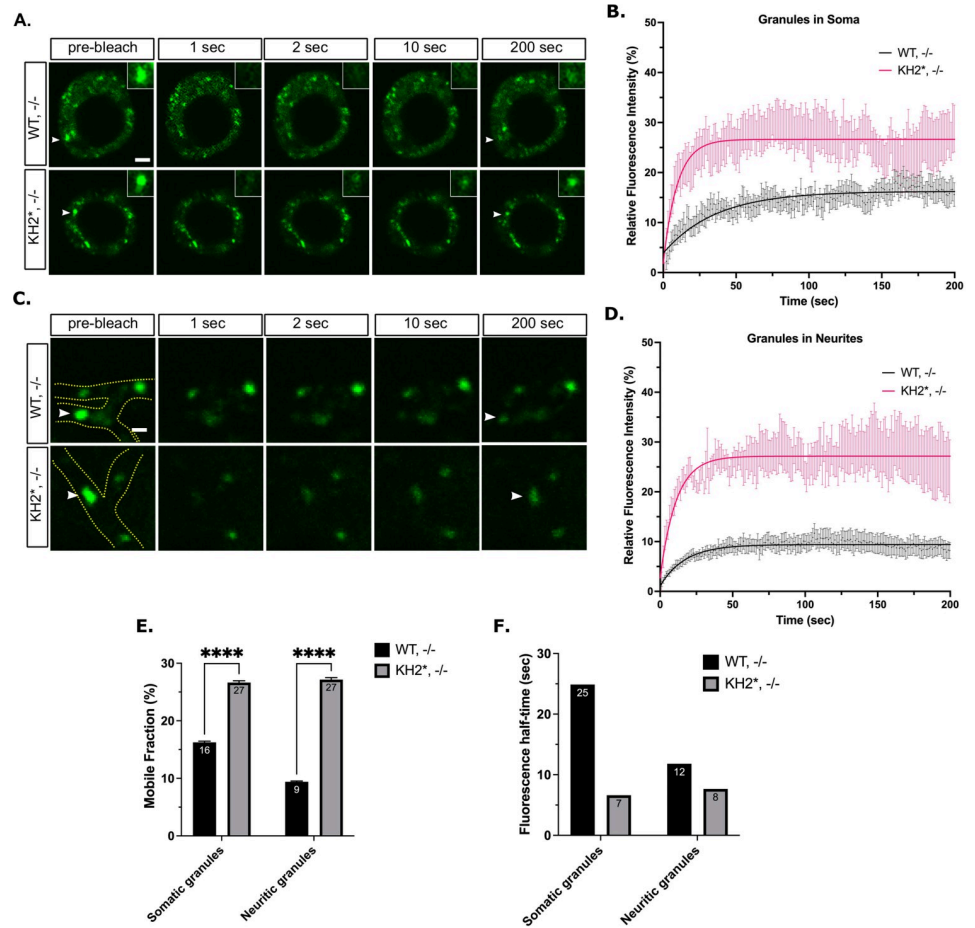 A.
pre-bleach 1 sec 2 sec 10 sec 200 sec
WT, -/-
KH2*, -/-
B.
Granules in Soma
Relative Fluorescence Intensity (%)
50
40
30
20
10
0
0 50 100 150 200
Time (sec)
WT, -/-
KH2*, -/-
C.
pre-bleach 1 sec 2 sec 10 sec 200 sec
WT, -/-
KH2*, -/-
D.
Granules in Neurites
Relative Fluorescence Intensity (%)
50
40
30
20
10
0
0 50 100 150 200
Time (sec)
WT, -/-
KH2*, -/-
E.
Mobile Fraction (%)
30
20
10
0
**** ****
16 27 9 27
Somatic granules
Neuritic granules
WT, -/-
KH2*, -/-
F.
Fluorescence half-time (sec)
30
20
10
0
25 7 12 8
Somatic granules
Neuritic granules
WT, -/-
KH2*, -/-